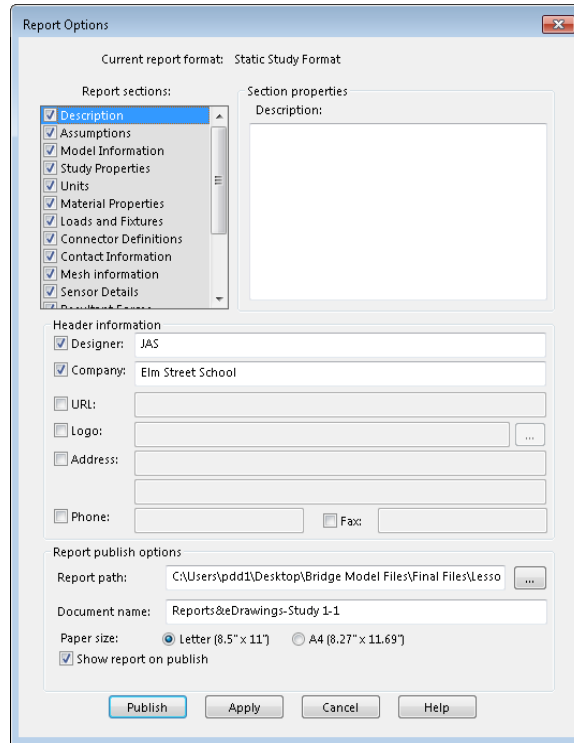 Report Options
Current report format: Static Study Format
Report sections:
Description
Assumptions
Model Information
Study Properties
Units
Material Properties
Loads and Fixtures
Connector Definitions
Contact Information
Mesh information
Sensor Details
Section properties
Description:
Header information
Designer: JAS
Company: Elm Street School
URL:
Logo: ...
Address:
Phone: Fax:
Report publish options
Report path: C:\Users\pdd1\Desktop\Bridge Model Files\Final Files\Lesso ...
Document name: Reports&eDrawings-Study 1-1
Paper size: Letter (8.5" x 11") A4 (8.27" x 11.69")
Show report on publish
Publish Apply Cancel Help